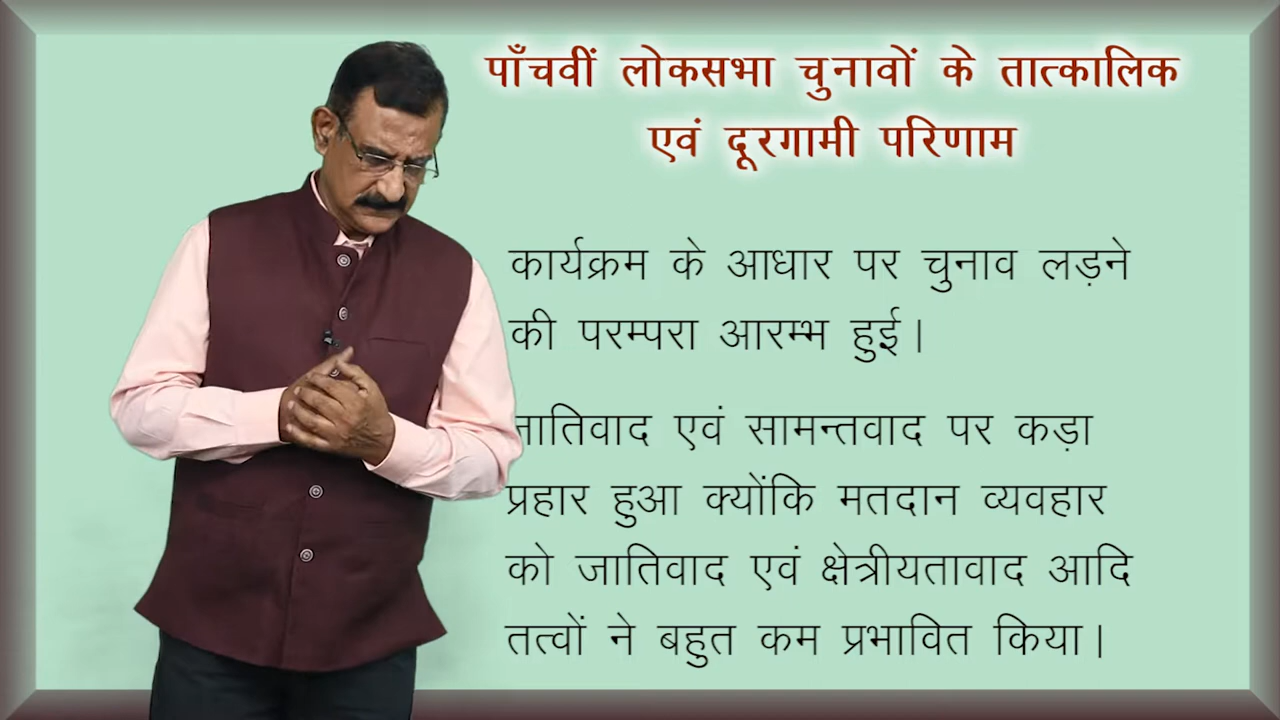 पाँचवीं लोकसभा चुनावों के तात्कालिक
एवं दूरगामी परिणाम
कार्यक्रम के आधार पर चुनाव लड़ने
की परम्परा आरम्भ हुई।
जातिवाद एवं सामन्तवाद पर कड़ा
प्रहार हुआ क्योंकि मतदान व्यवहार
को जातिवाद एवं क्षेत्रीयतावाद आदि
तत्वों ने बहुत कम प्रभावित किया।